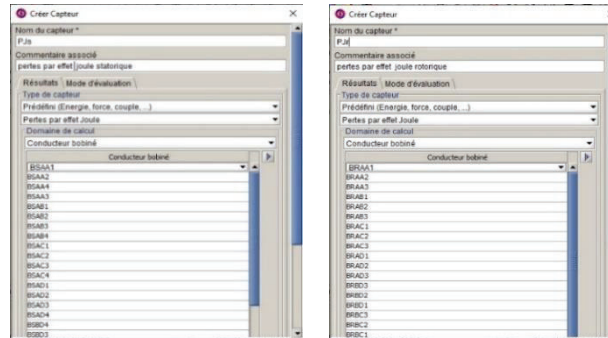 Créer Capteur
Nom du capteur *
PJs
Commentaire associé
pertes par effet joule statorique
Résultats Mode d'évaluation
Type de capteur
Prédéfini (Energie, force, couple, ...)
Pertes par effet Joule
Domaine de calcul
Conducteur bobiné
Conducteur bobiné
BSAA1
BSAA2
BSAA4
BSAA3
BSAB1
BSAB2
BSAB3
BSAB4
BSAC1
BSAC2
BSAC3
BSAC4
BSAD1
BSAD2
BSAD3
BSAD4
BSBD4
BSBD3
Créer Capteur
Nom du capteur *
PJr
Commentaire associé
pertes par effet joule rotorique
Résultats Mode d'évaluation
Type de capteur
Prédéfini (Energie, force, couple, ...)
Pertes par effet Joule
Domaine de calcul
Conducteur bobiné
Conducteur bobiné
BRAA1
BRAA2
BRAA3
BRAB1
BRAB2
BRAB3
BRAC1
BRAC2
BRAC3
BRAD1
BRAD2
BRAD3
BRBD3
BRBD2
BRBD1
BRBC3
BRBC2
BRBC1